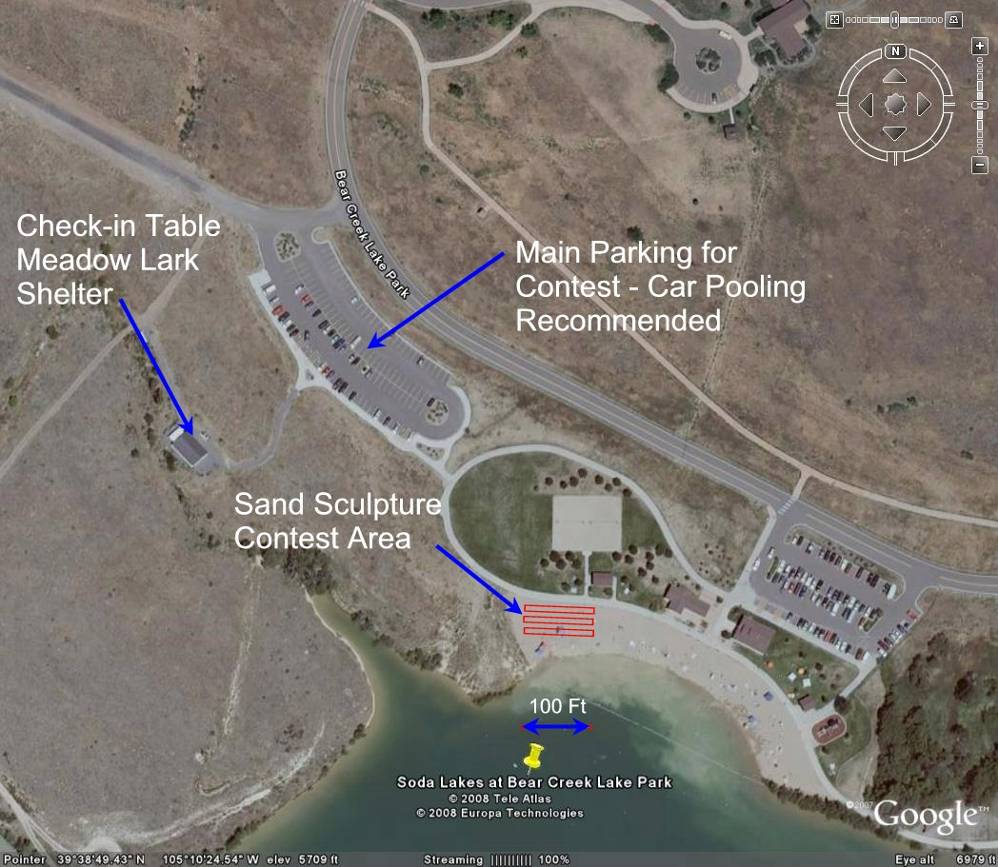 N
Bear Creek Lake Park
Check-in Table
Meadow Lark
Shelter
Main Parking for
Contest - Car Pooling
Recommended
Sand Sculpture
Contest Area
100 Ft
Soda Lakes at Bear Creek Lake Park
© 2008 Tele Atlas
© 2008 Europa Technologies
©2007 Google™
Pointer 39°38'49.43" N 105°10'24.54" W elev 5709 ft Streaming |||||||||| 100% Eye alt 6979 ft